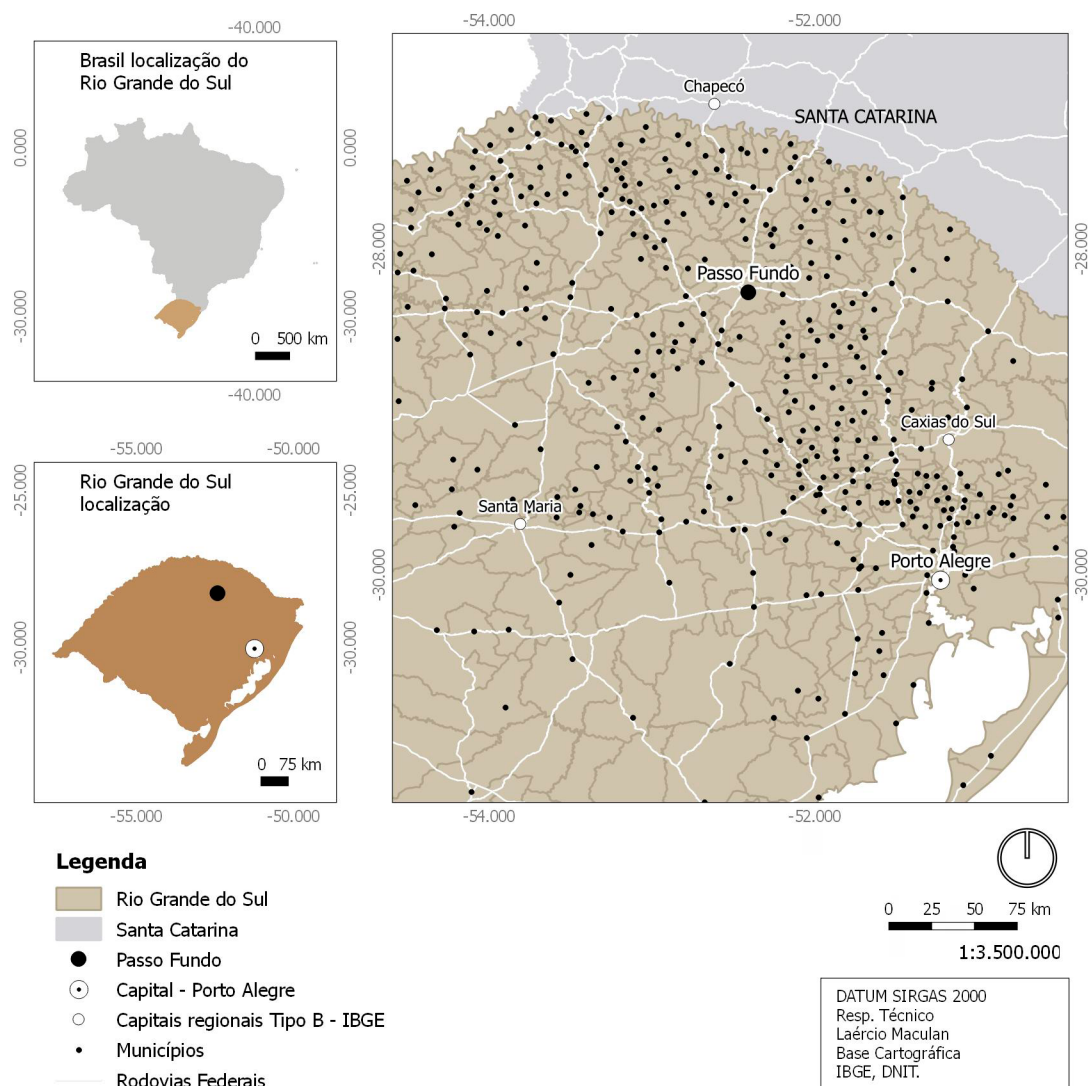 -40.000
Brasil localização do
Rio Grande do Sul
0.000
0.000
-30.000
-30.000
0 500 km
-40.000
-55.000 -50.000
Rio Grande do Sul
localização
-25.000
-25.000
-30.000
-30.000
0 75 km
-55.000 -50.000
-54.000 -52.000
Chapecó
SANTA CATARINA
-28.000
-28.000
Passo Fundo
Caxias do Sul
Santa Maria
Porto Alegre
-30.000
-30.000
-54.000 -52.000
Legenda
Rio Grande do Sul
Santa Catarina
Passo Fundo
Capital - Porto Alegre
Capitais regionais Tipo B - IBGE
Municípios
Rodovias Federais
0 25 50 75 km
1:3.500.000
DATUM SIRGAS 2000
Resp. Técnico
Laércio Maculan
Base Cartográfica
IBGE, DNIT.